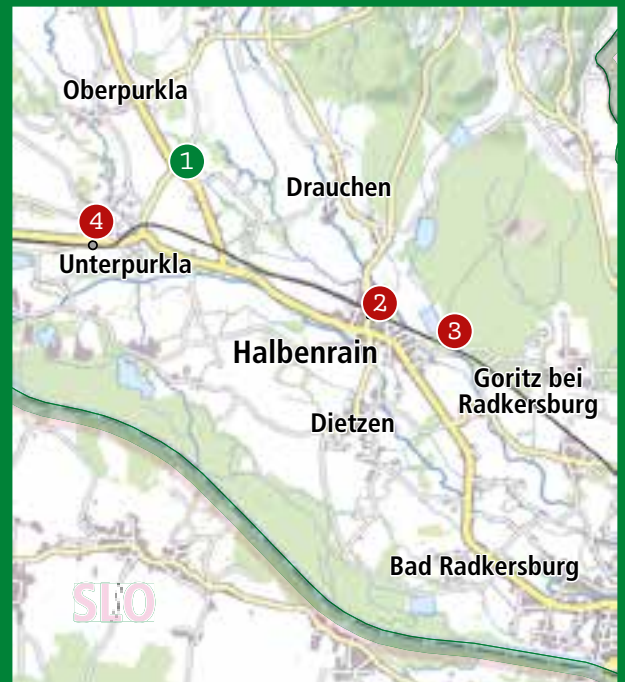 Oberpurkla
1
Drauchen
4
Unterpurkla
2
3
Halbenrain
Goritz bei
Radkersburg
Dietzen
Bad Radkersburg
SLO